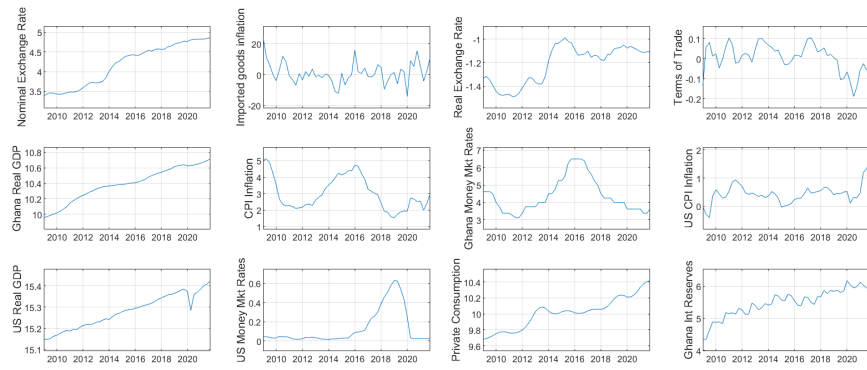 Nominal Exchange Rate
5
4.5
4
3.5
2010 2012 2014 2016 2018 2020
Imported goods inflation
20
0
-20
2010 2012 2014 2016 2018 2020
Real Exchange Rate
-1
-1.2
-1.4
2010 2012 2014 2016 2018 2020
Terms of Trade
0.1
0
-0.1
-0.2
2010 2012 2014 2016 2018 2020
Ghana Real GDP
10.8
10.6
10.4
10.2
10
2010 2012 2014 2016 2018 2020
CPI Inflation
5
4
3
2
1
2010 2012 2014 2016 2018 2020
Ghana Money Mkt Rates
6
5
4
3
2010 2012 2014 2016 2018 2020
US CPI Inflation
2
1
0
2010 2012 2014 2016 2018 2020
US Real GDP
15.4
15.3
15.2
15.1
2010 2012 2014 2016 2018 2020
US Money Mkt Rates
0.6
0.4
0.2
0
2010 2012 2014 2016 2018 2020
Private Consumption
10.4
10.2
10
9.8
9.6
2010 2012 2014 2016 2018 2020
Ghana Int Reserves
6
5
4
2010 2012 2014 2016 2018 2020